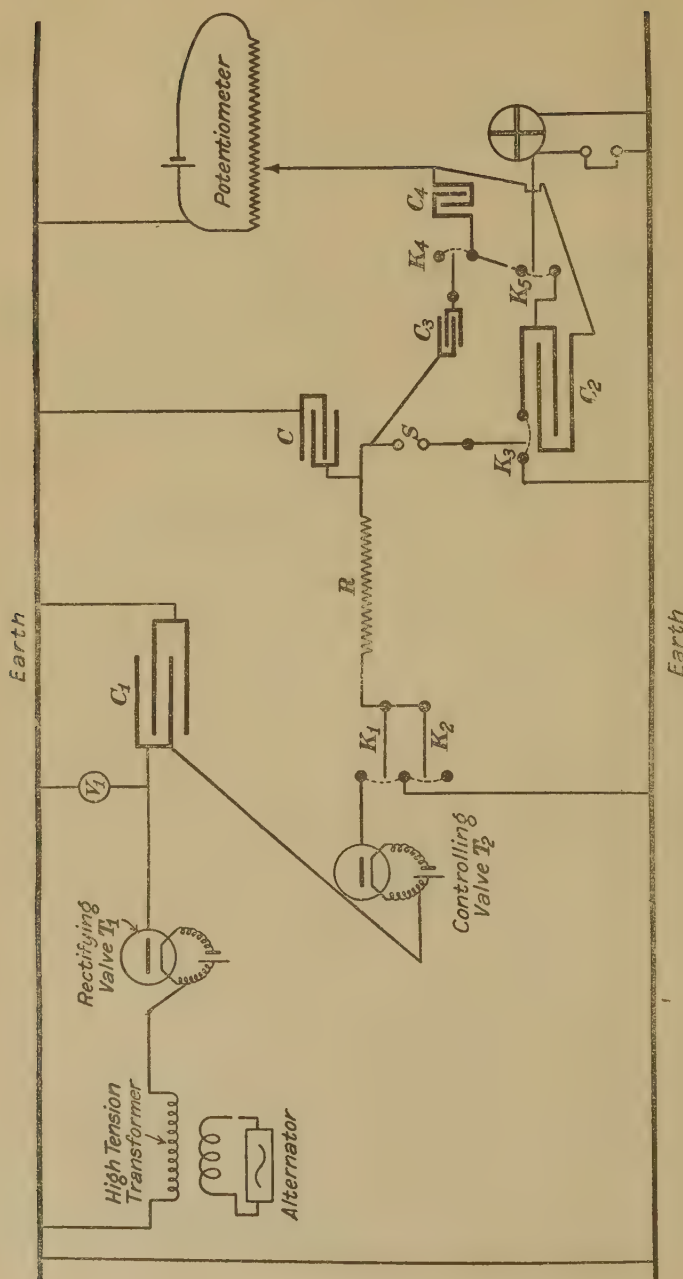 Earth
High Tension
Transformer
Alternator
Rectifying
Valve T1
V1
C1
Controlling
Valve T2
K1
K2
R
C
S
C3
K3
C2
K4
C4
K5
Potentiometer
Earth